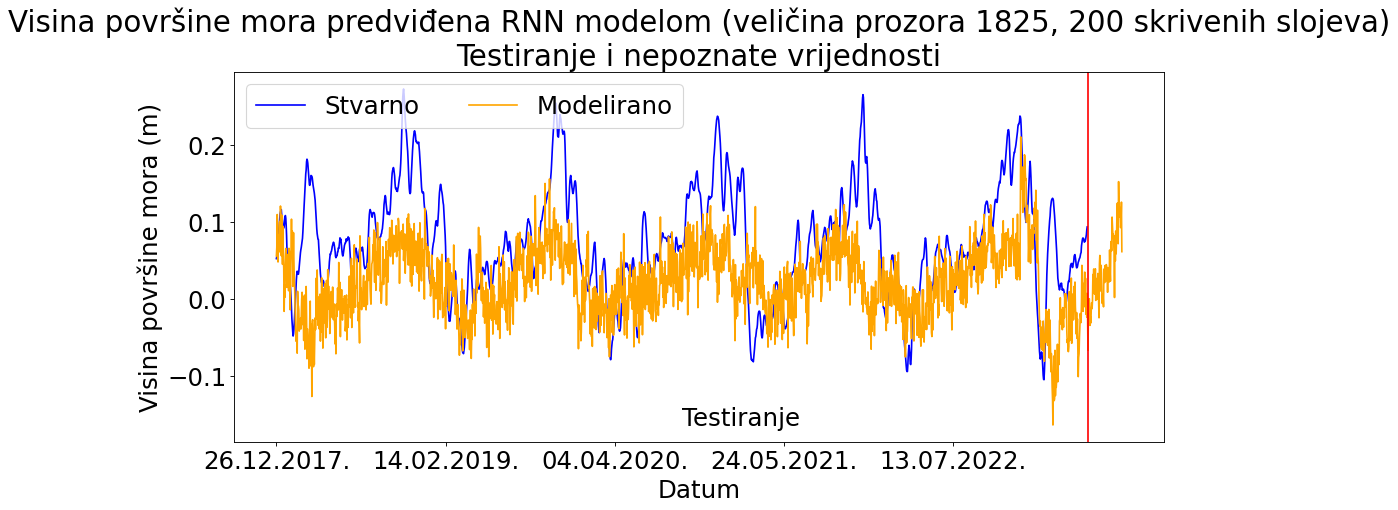 Visina površine mora predviđena RNN modelom (veličina prozora 1825, 200 skrivenih slojeva)
Testiranje i nepoznate vrijednosti
Stvarno
Modelirano
Visina površine mora (m)
0.2
0.1
0.0
−0.1
Testiranje
26.12.2017.
14.02.2019.
04.04.2020.
24.05.2021.
13.07.2022.
Datum